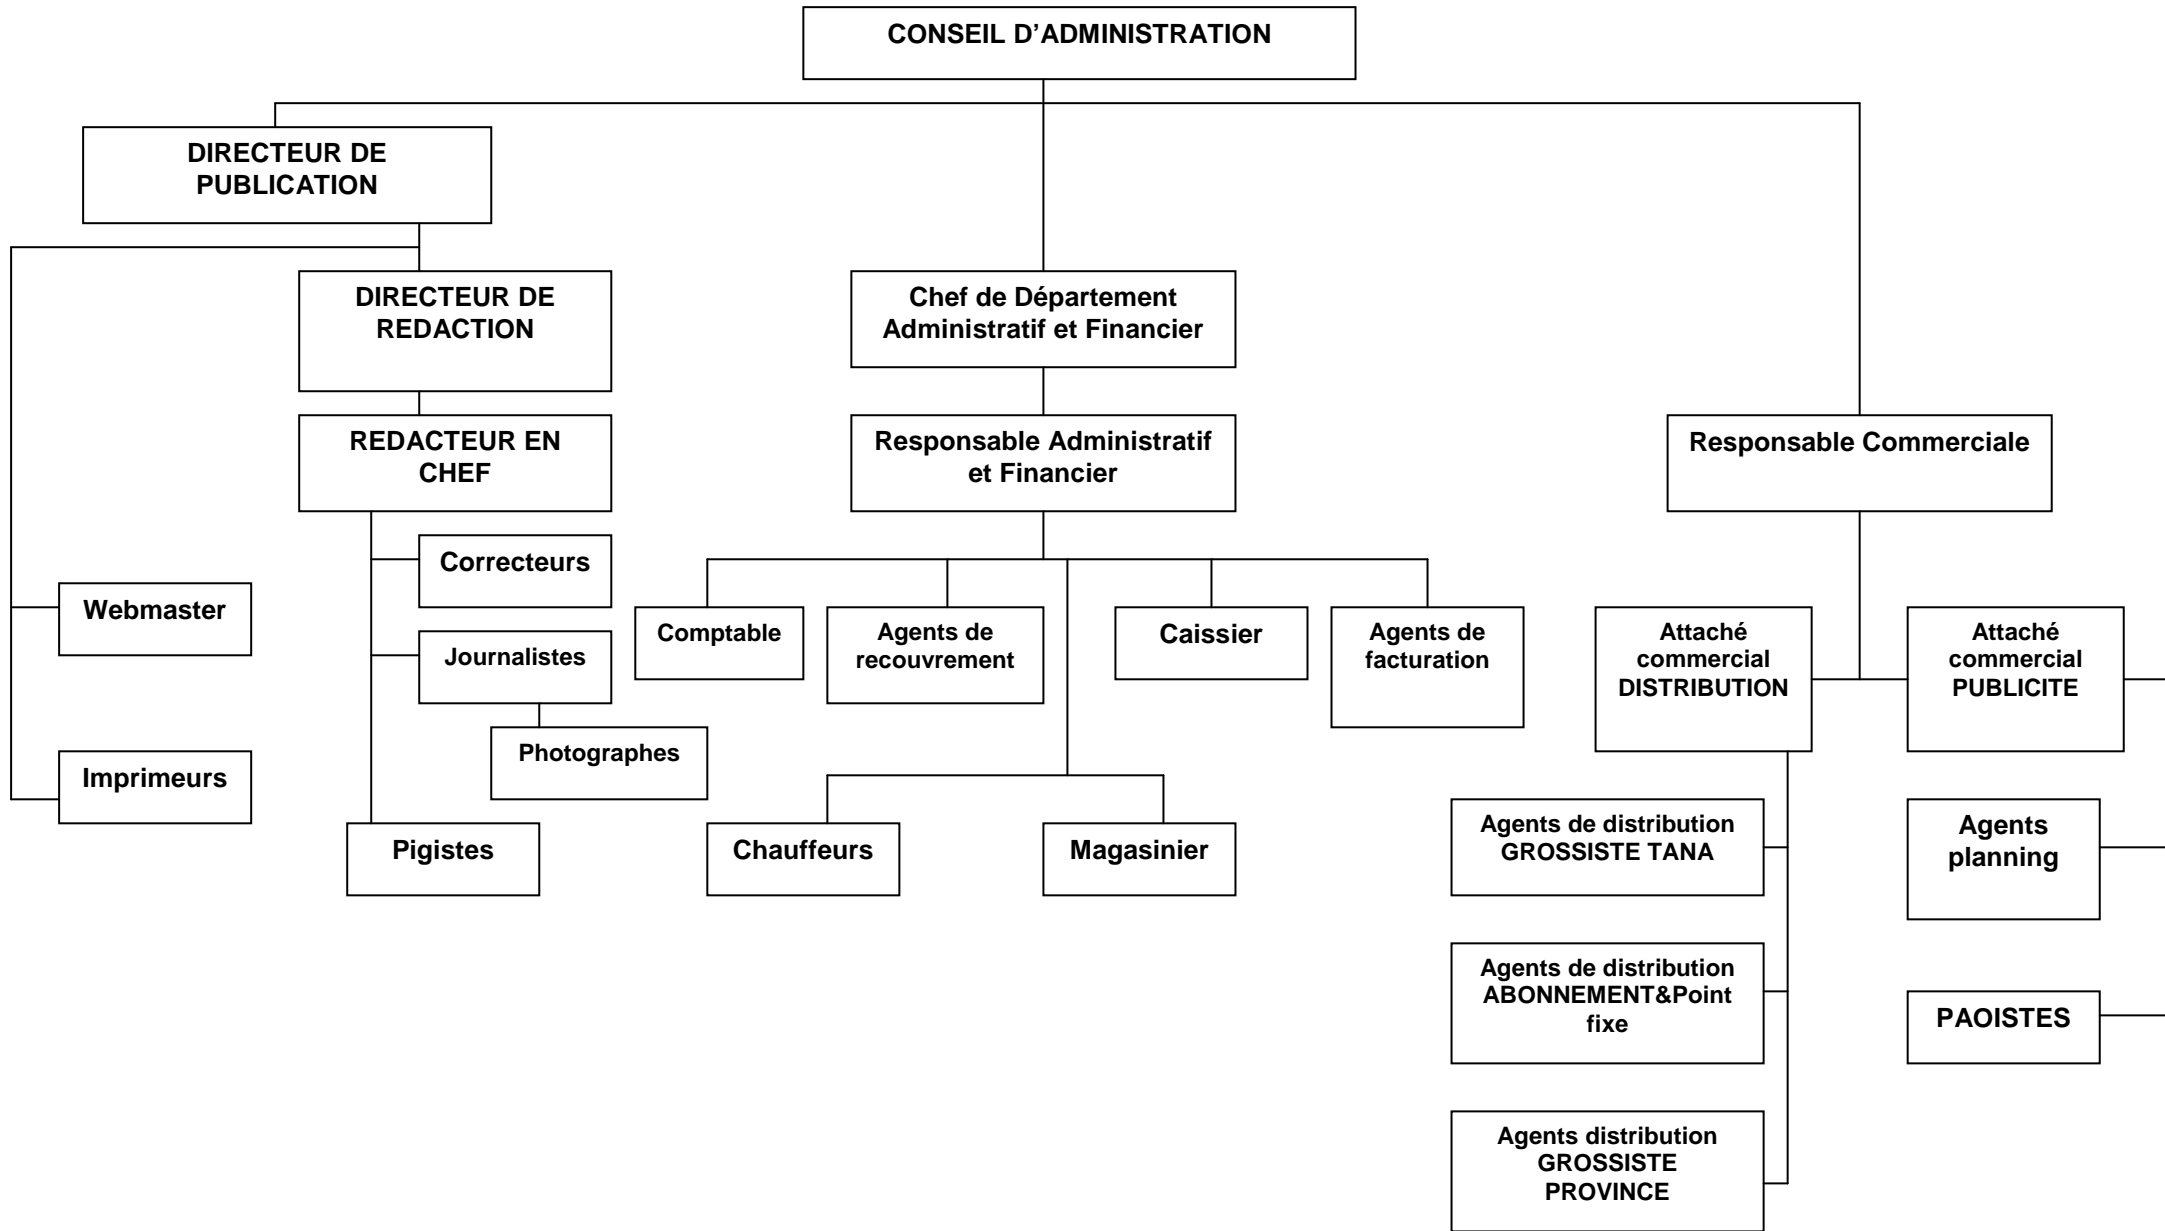 CONSEIL D’ADMINISTRATION
DIRECTEUR DE
PUBLICATION
DIRECTEUR DE
REDACTION
Chef de Département
Administratif et Financier
REDACTEUR EN
CHEF
Responsable Administratif
et Financier
Responsable Commerciale
Correcteurs
Webmaster
Journalistes
Photographes
Imprimeurs
Pigistes
Comptable
Agents de
recouvrement
Caissier
Agents de
facturation
Chauffeurs
Magasinier
Attaché
commercial
DISTRIBUTION
Attaché
commercial
PUBLICITE
Agents de distribution
GROSSISTE TANA
Agents
planning
Agents de distribution
ABONNEMENT&Point
fixe
PAOISTES
Agents distribution
GROSSISTE
PROVINCE